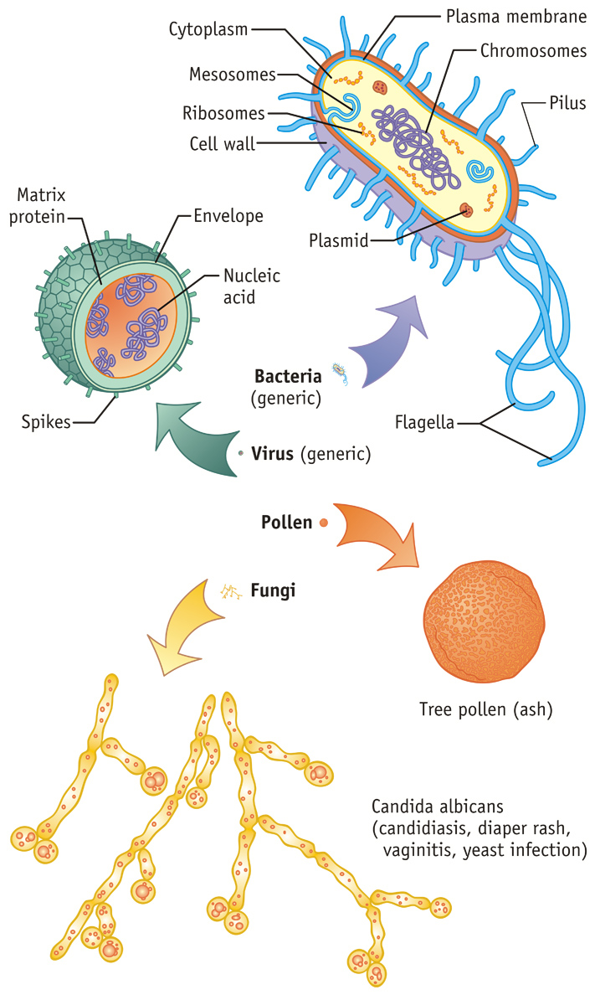 Cytoplasm
Plasma membrane
Chromosomes
Mesosomes
Ribosomes
Pilus
Cell wall
Matrix
protein
Envelope
Plasmid
Nucleic
acid
Bacteria
(generic)
Spikes
Flagella
Virus (generic)
Pollen
Fungi
Tree pollen (ash)
Candida albicans
(candidiasis, diaper rash,
vaginitis, yeast infection)